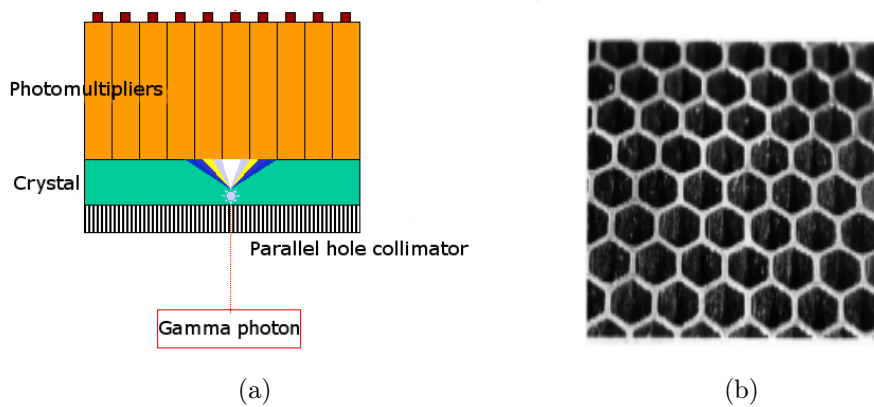 Photomultipliers
Crystal
Parallel hole collimator
Gamma photon
(a)
(b)